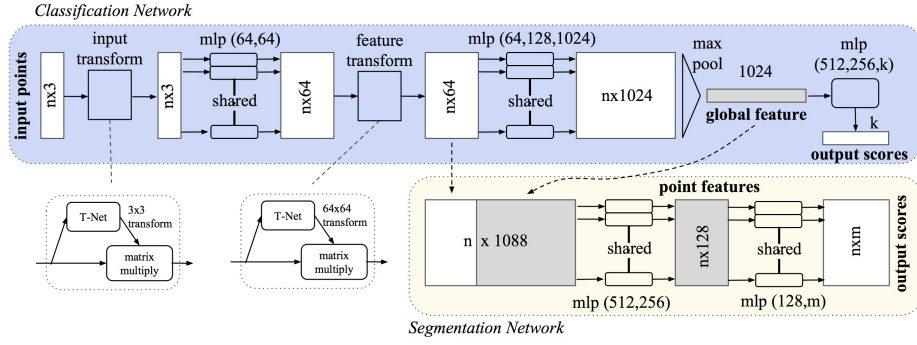 Classification Network
input points
nx3
input
transform
nx3
mlp (64,64)
shared
nx64
feature
transform
nx64
mlp (64,128,1024)
shared
nx1024
max
pool
1024
global feature
mlp
(512,256,k)
k
output scores
T-Net
3x3
transform
matrix
multiply
T-Net
64x64
transform
matrix
multiply
point features
n x 1088
shared
mlp (512,256)
nx128
shared
mlp (128,m)
nxm
output scores
Segmentation Network